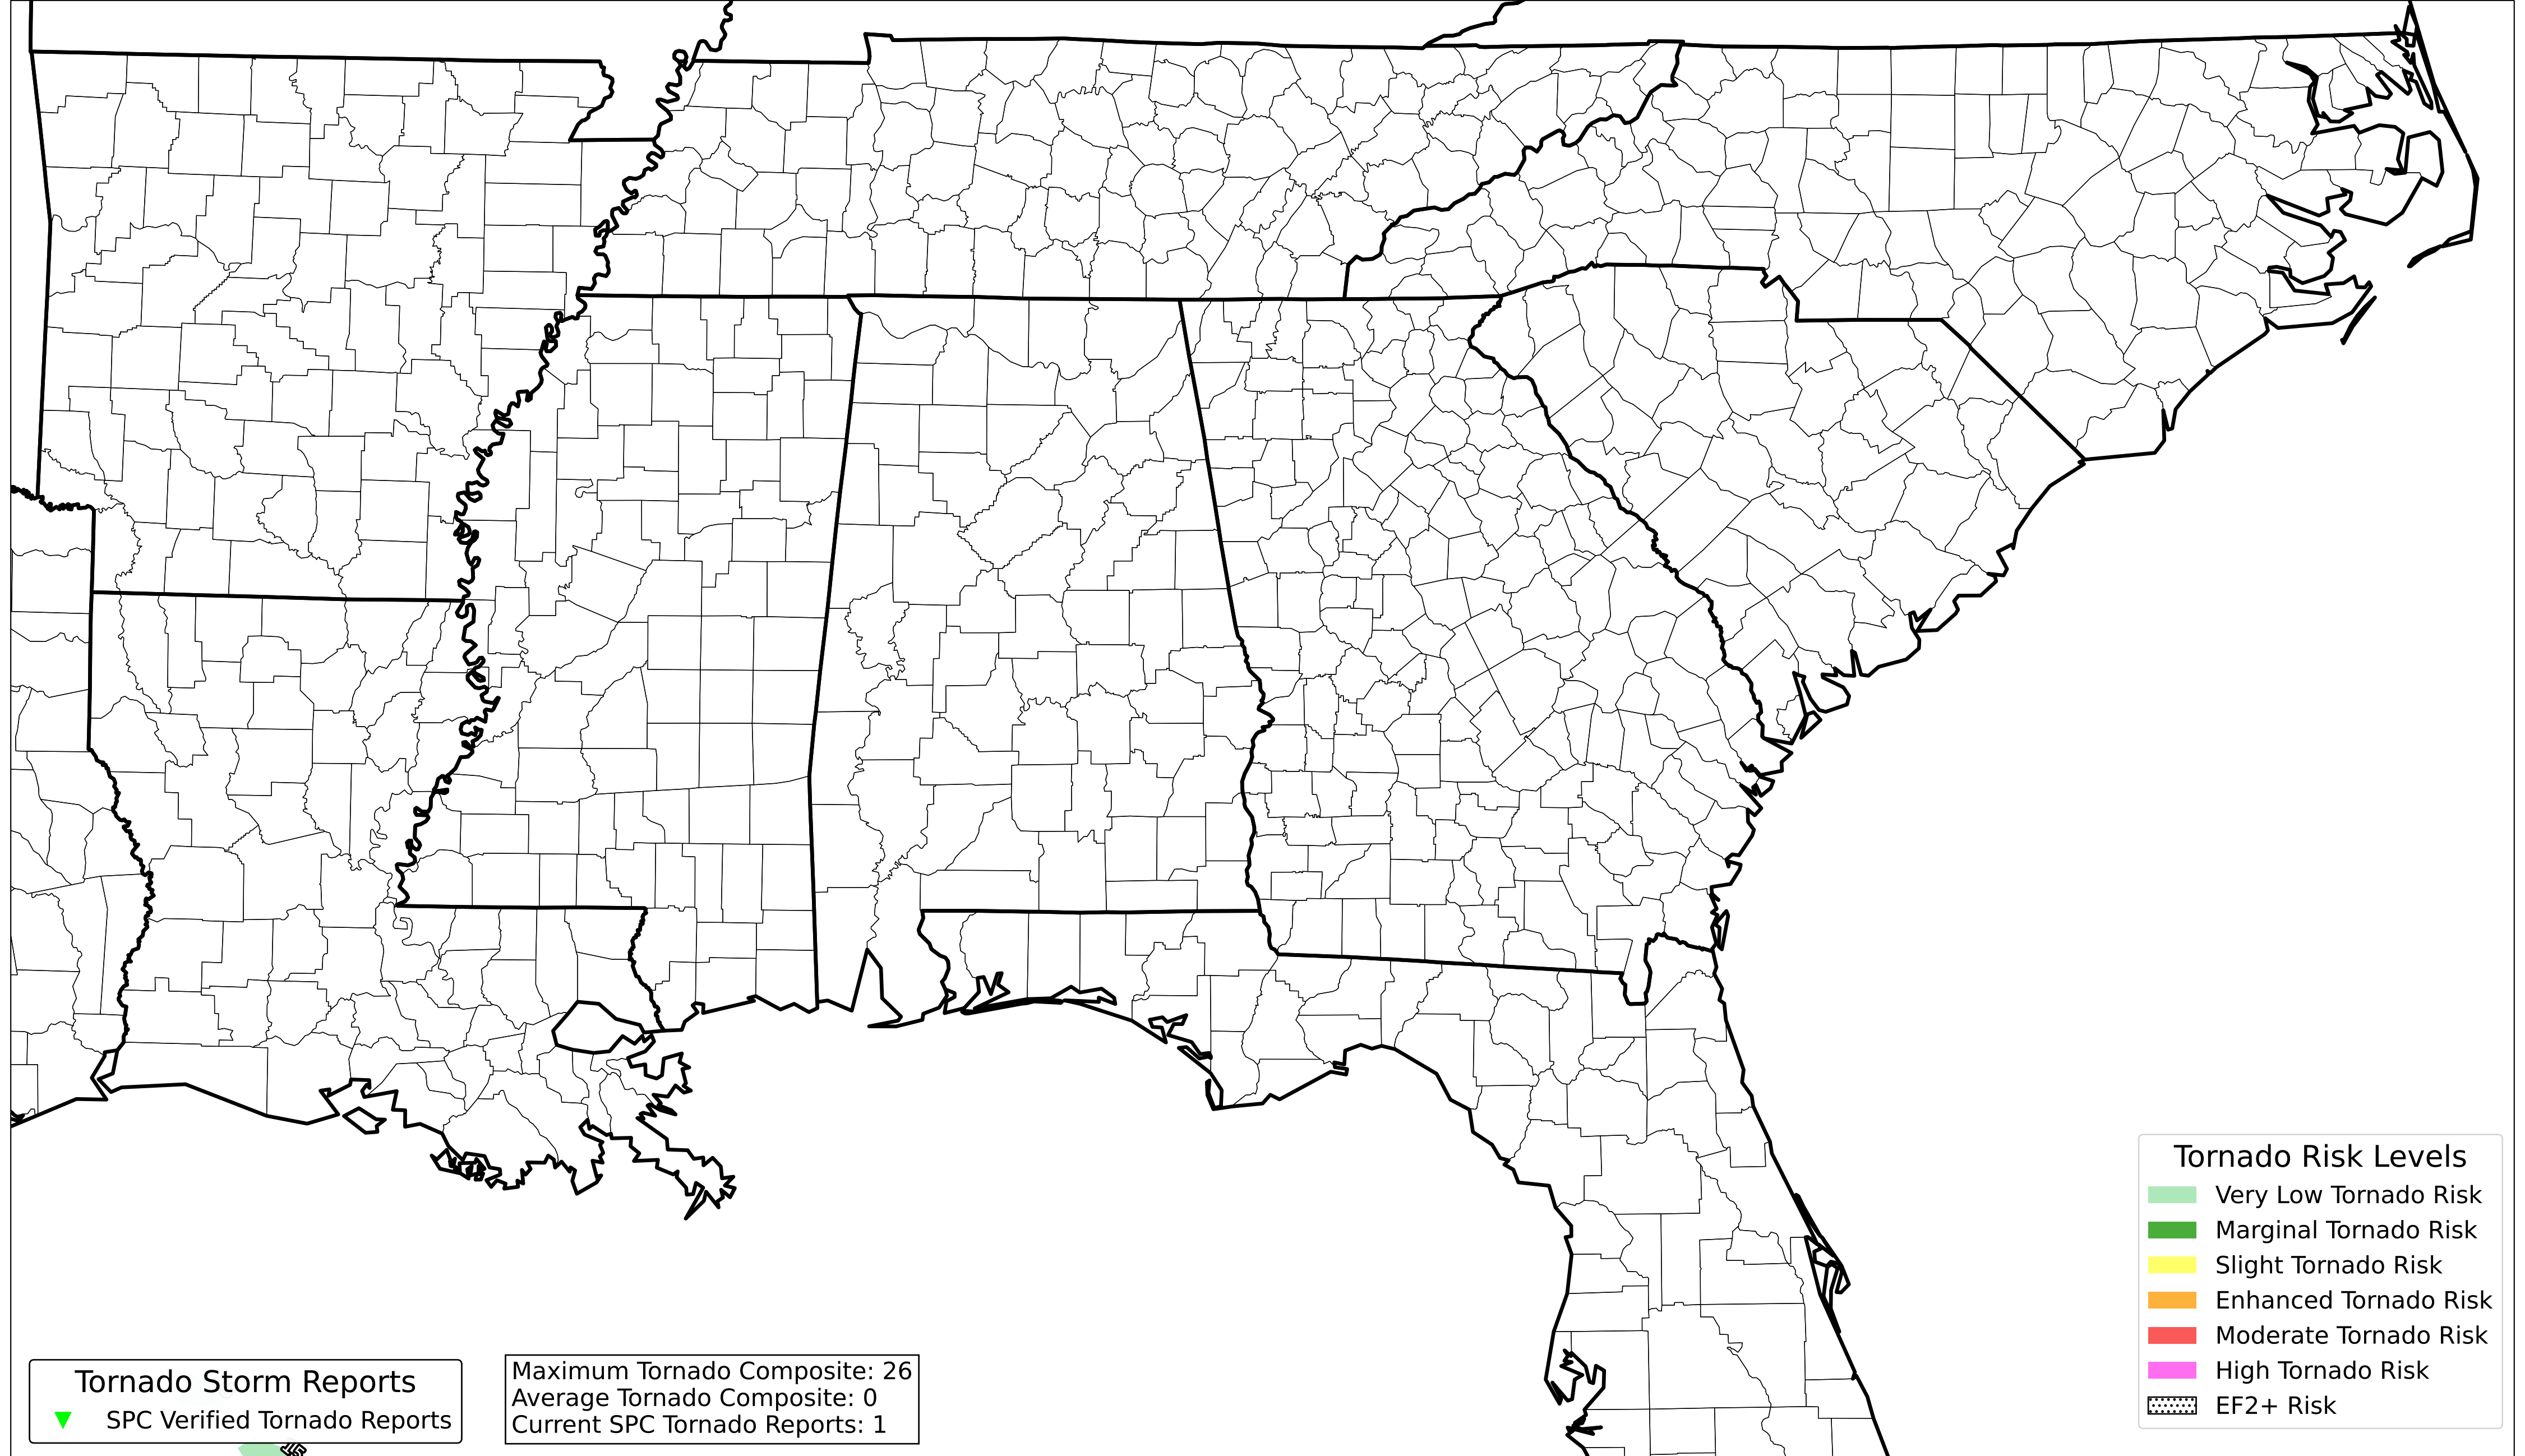 Tornado Risk Levels
Very Low Tornado Risk
Marginal Tornado Risk
Slight Tornado Risk
Enhanced Tornado Risk
Moderate Tornado Risk
High Tornado Risk
EF2+ Risk
Tornado Storm Reports
SPC Verified Tornado Reports
Maximum Tornado Composite: 26
Average Tornado Composite: 0
Current SPC Tornado Reports: 1